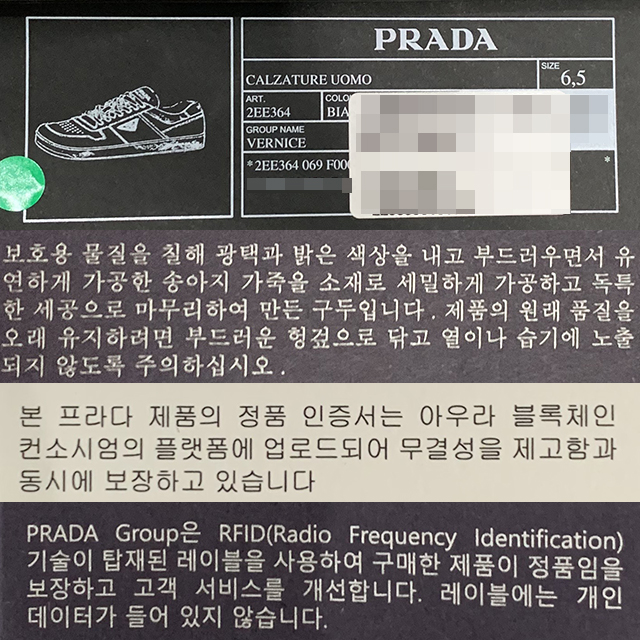 PRADA
CALZATURE UOMO
SIZE
6,5
ART.
2EE364
GROUP NAME
VERNICE
*2EE364 069
*
보호용 물질을 칠해 광택과 밝은 색상을 내고 부드러우면서 유
연하게 가공한 송아지 가죽을 소재로 세밀하게 가공하고 독특
한 세공으로 마무리하여 만든 구두입니다. 제품의 원래 품질을
오래 유지하려면 부드러운 헝겊으로 닦고 열이나 습기에 노출
되지 않도록 주의하십시오.
본 프라다 제품의 정품 인증서는 아우라 블록체인
컨소시엄의 플랫폼에 업로드되어 무결성을 제고함과
동시에 보장하고 있습니다
PRADA Group은 RFID(Radio Frequency Identification)
기술이 탑재된 레이블을 사용하여 구매한 제품이 정품임을
보장하고 고객 서비스를 개선합니다. 레이블에는 개인
데이터가 들어 있지 않습니다.